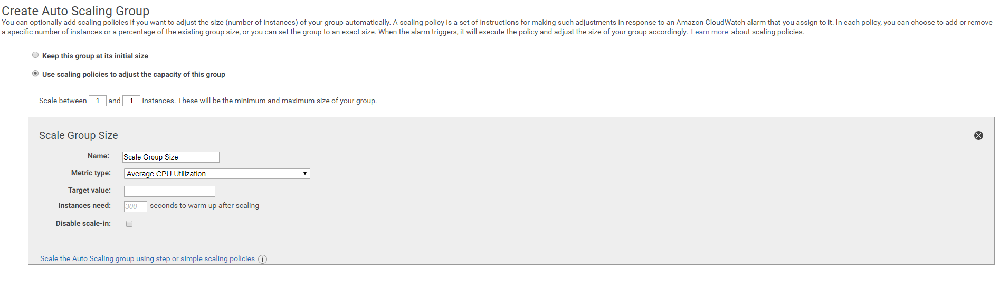 Create Auto Scaling Group
You can optionally add scaling policies if you want to adjust the size (number of instances) of your group automatically. A scaling policy is a set of instructions for making such adjustments in response to an Amazon CloudWatch alarm that you assign to it. In each policy, you can choose to add or remove
a specific number of instances or a percentage of the existing group size, or you can set the group to an exact size. When the alarm triggers, it will execute the policy and adjust the size of your group accordingly. Learn more about scaling policies.
Keep this group at its initial size
Use scaling policies to adjust the capacity of this group
Scale between 1 and 1 instances. These will be the minimum and maximum size of your group.
Scale Group Size
Name: Scale Group Size
Metric type: Average CPU Utilization
Target value:
Instances need: 300 seconds to warm up after scaling
Disable scale-in:
Scale the Auto Scaling group using step or simple scaling policies i